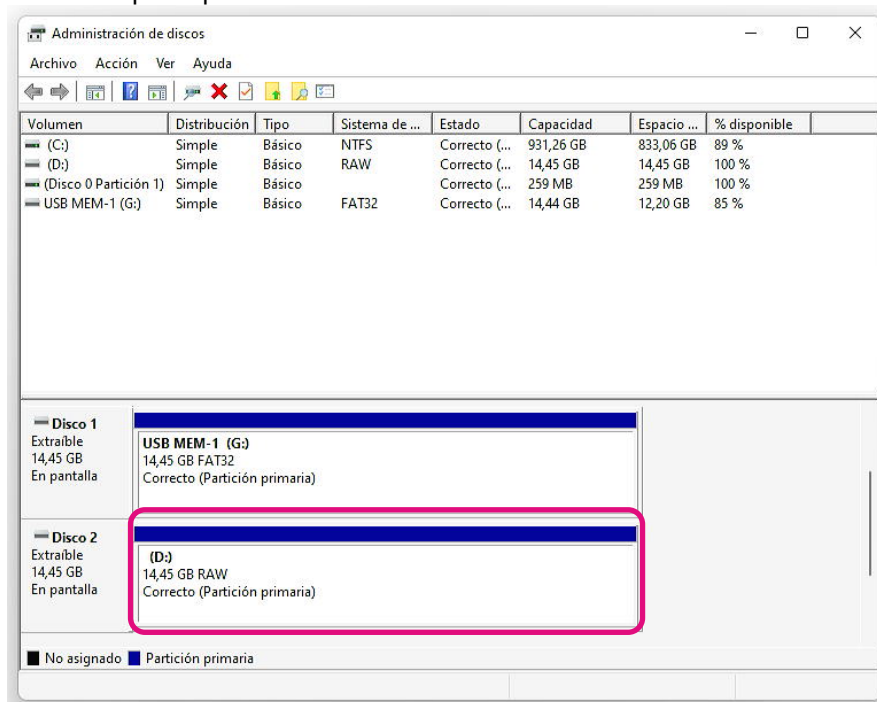 Administración de discos
Archivo Acción Ver Ayuda
Volumen Distribución Tipo Sistema de ... Estado Capacidad Espacio ... % disponible
(C:) Simple Básico NTFS Correcto (... 931,26 GB 833,06 GB 89 %
(D:) Simple Básico RAW Correcto (... 14,45 GB 14,45 GB 100 %
(Disco 0 Partición 1) Simple Básico Correcto (... 259 MB 259 MB 100 %
USB MEM-1 (G:) Simple Básico FAT32 Correcto (... 14,44 GB 12,20 GB 85 %
Disco 1
Extraíble
14,45 GB
En pantalla
USB MEM-1 (G:)
14,45 GB FAT32
Correcto (Partición primaria)
Disco 2
Extraíble
14,45 GB
En pantalla
(D:)
14,45 GB RAW
Correcto (Partición primaria)
No asignado Partición primaria